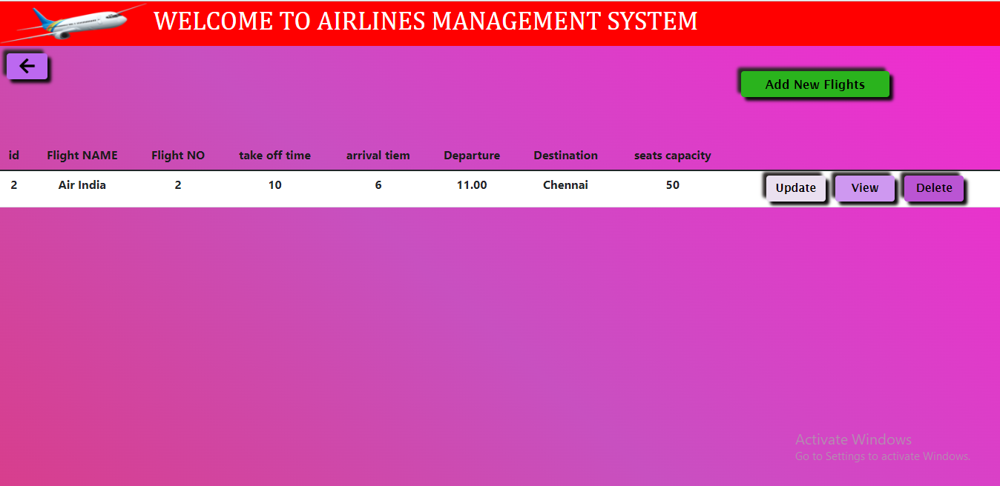 WELCOME TO AIRLINES MANAGEMENT SYSTEM
Add New Flights
id Flight NAME Flight NO take off time arrival tiem Departure Destination seats capacity
2 Air India 2 10 6 11.00 Chennai 50 Update View Delete
Activate Windows
Go to Settings to activate Windows.